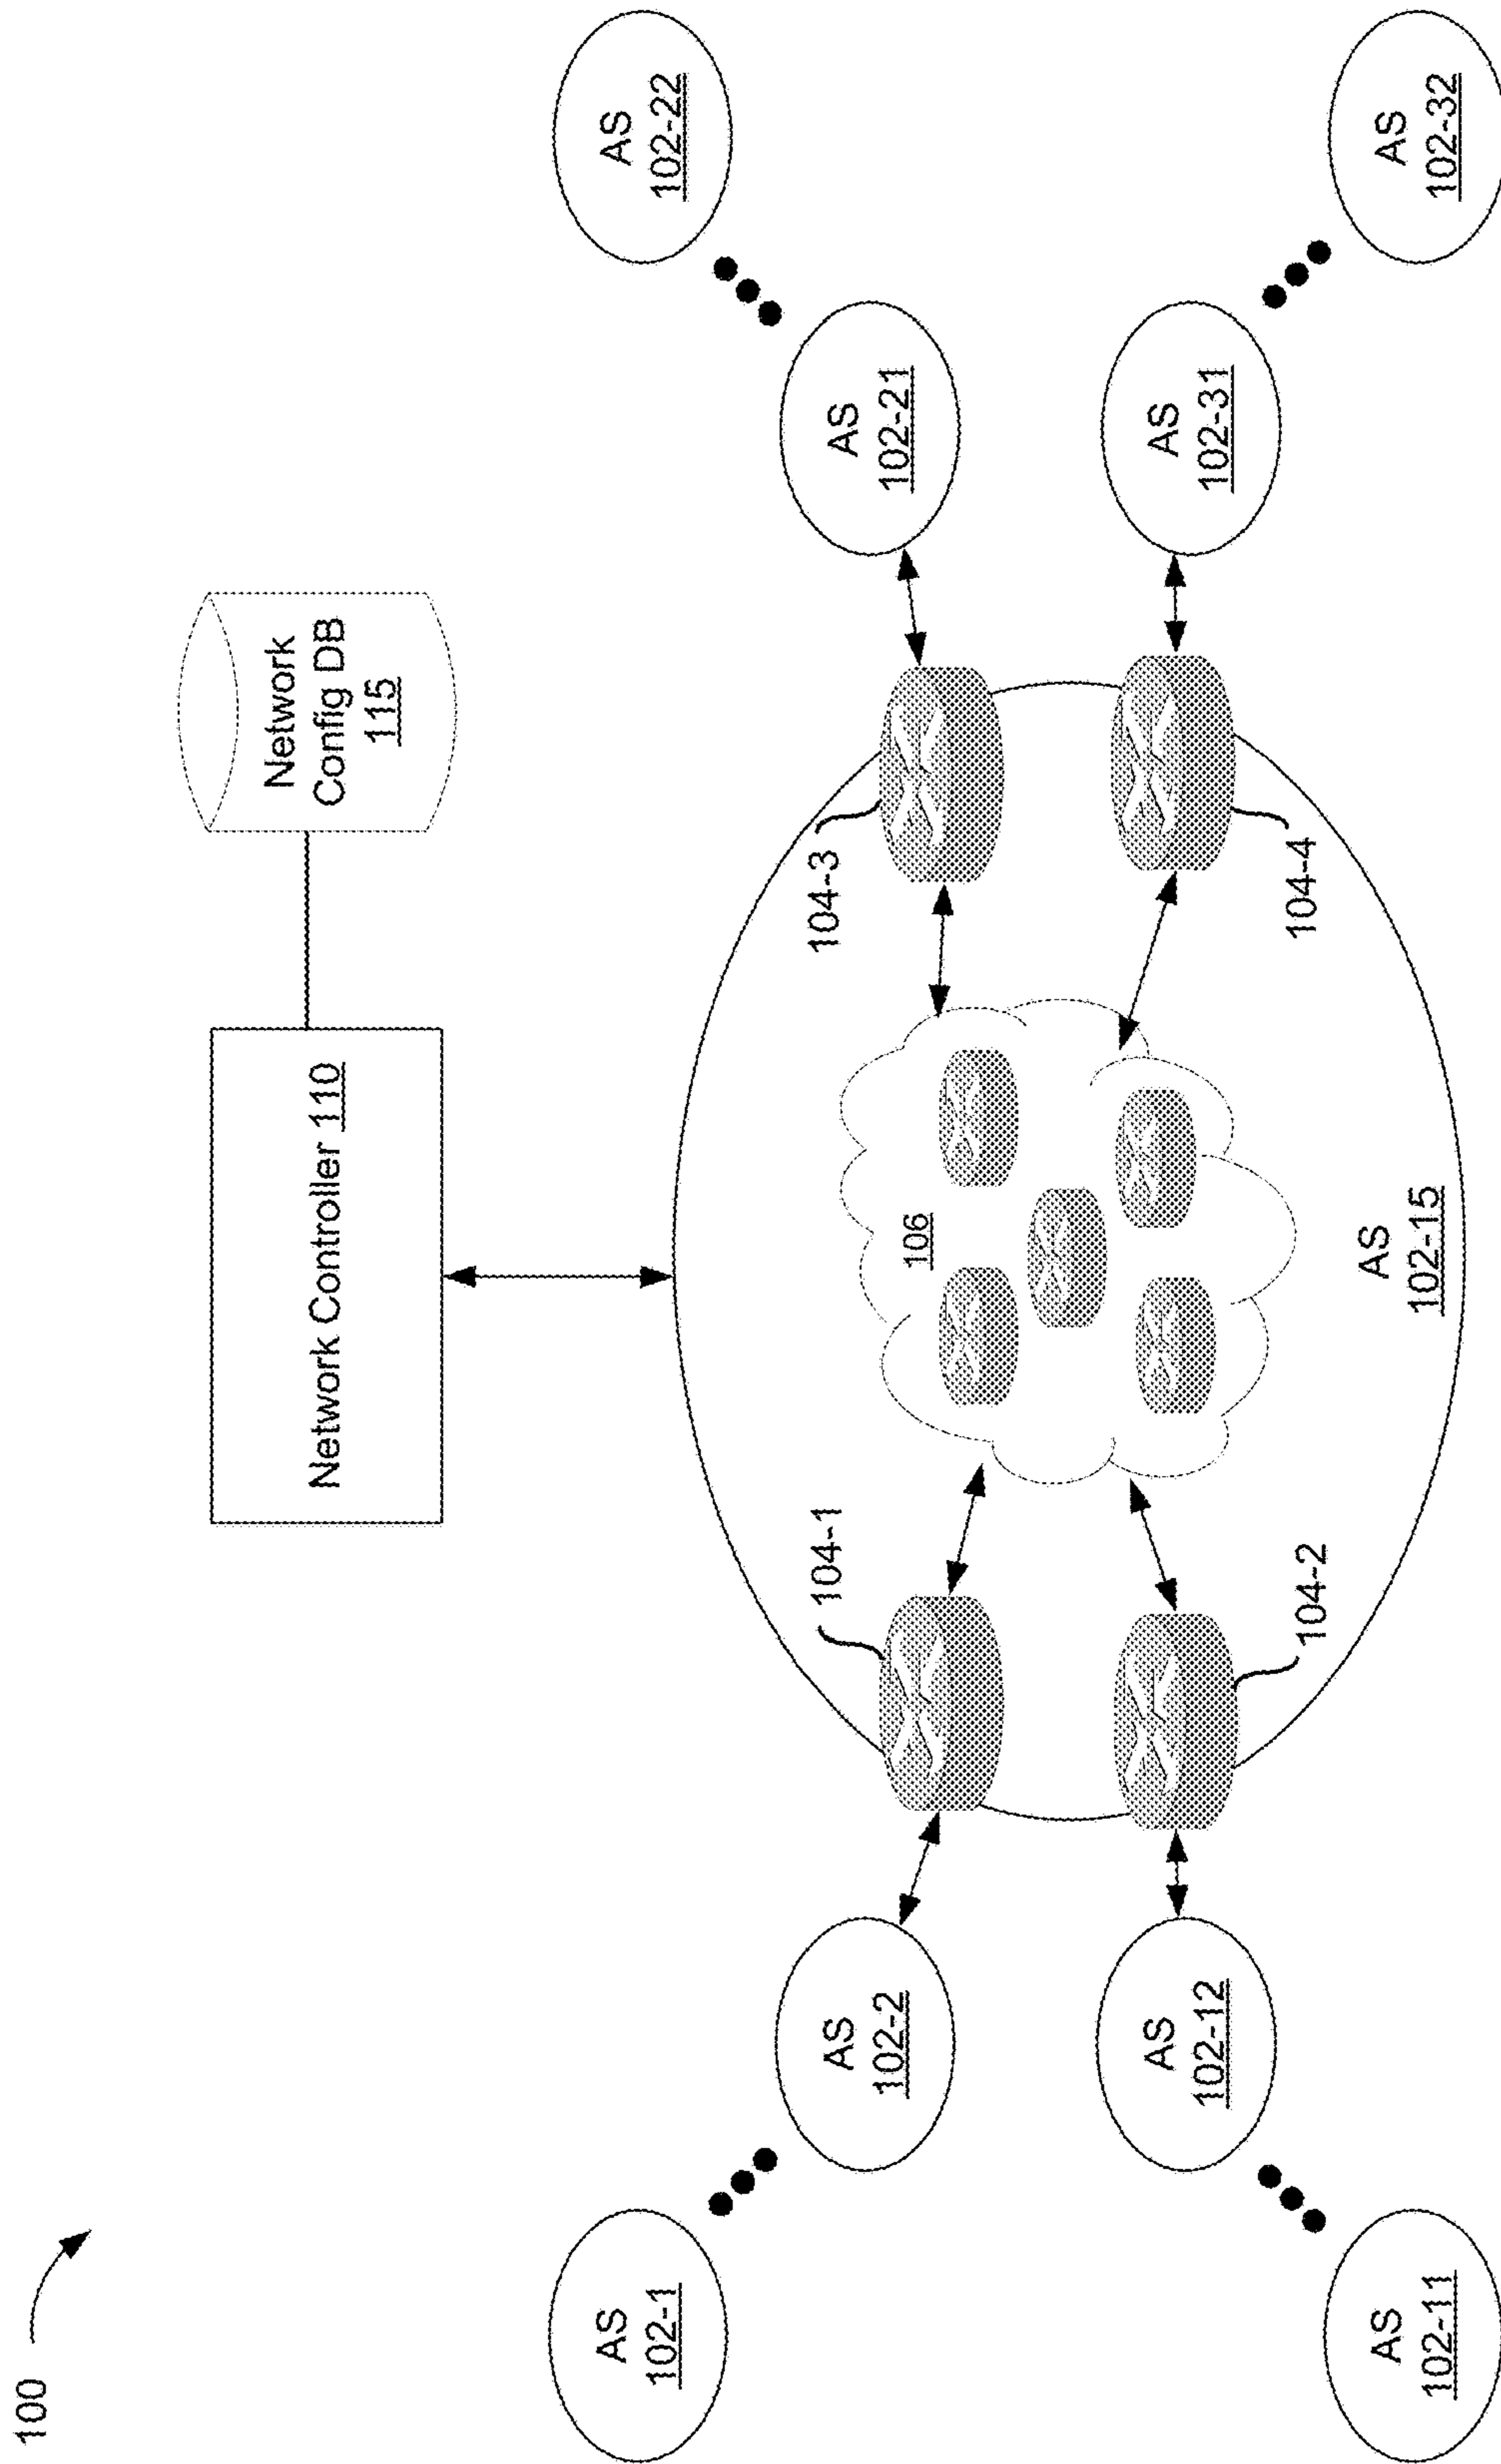 100
Network Controller 110
Network
Config DB
115
AS
102-1
AS
102-2
104-1
106
104-3
AS
102-21
AS
102-22
AS
102-11
AS
102-12
104-2
AS
102-15
104-4
AS
102-31
AS
102-32